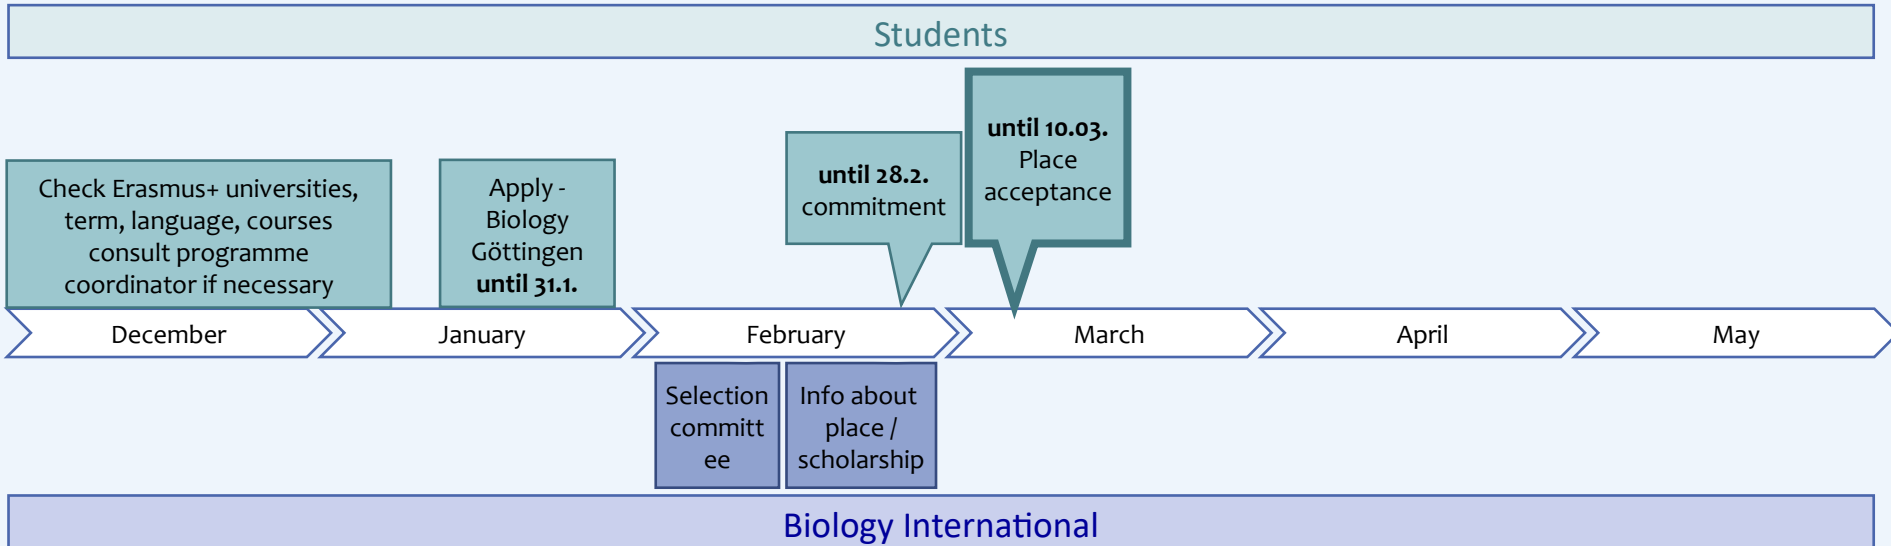 Students
Check Erasmus+ universities,
term, language, courses
consult programme
coordinator if necessary
Apply -
Biology
Göttingen
until 31.1.
until 28.2.
commitment
until 10.03.
Place
acceptance
December
January
February
March
April
May
Selection
committ
ee
Info about
place /
scholarship
Biology International